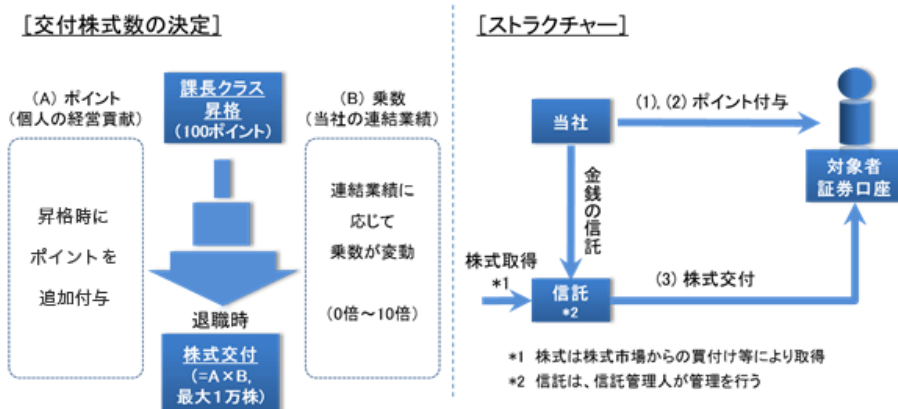 [交付株式数の決定]
(A) ポイント
(個人の経営貢献)
課長クラス
昇格
(100ポイント)
(B) 乗数
(当社の連結業績)
昇格時に
ポイントを
追加付与
連結業績に
応じて
乗数が変動
(0倍～10倍)
退職時
株式交付
(=A×B,
最大1万株)
[ストラクチャー]
当社
(1), (2) ポイント付与
対象者
証券口座
金銭の信託
株式取得
*1
信託
*2
(3) 株式交付
*1 株式は株式市場からの買付け等により取得
*2 信託は、信託管理人が管理を行う